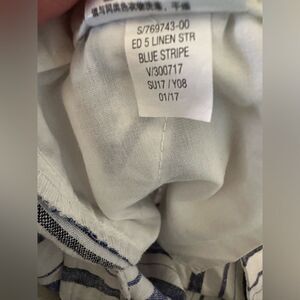 S/769743-00
ED 5 LINEN STR
BLUE STRIPE
V/300717
SU17 / Y08
01/17